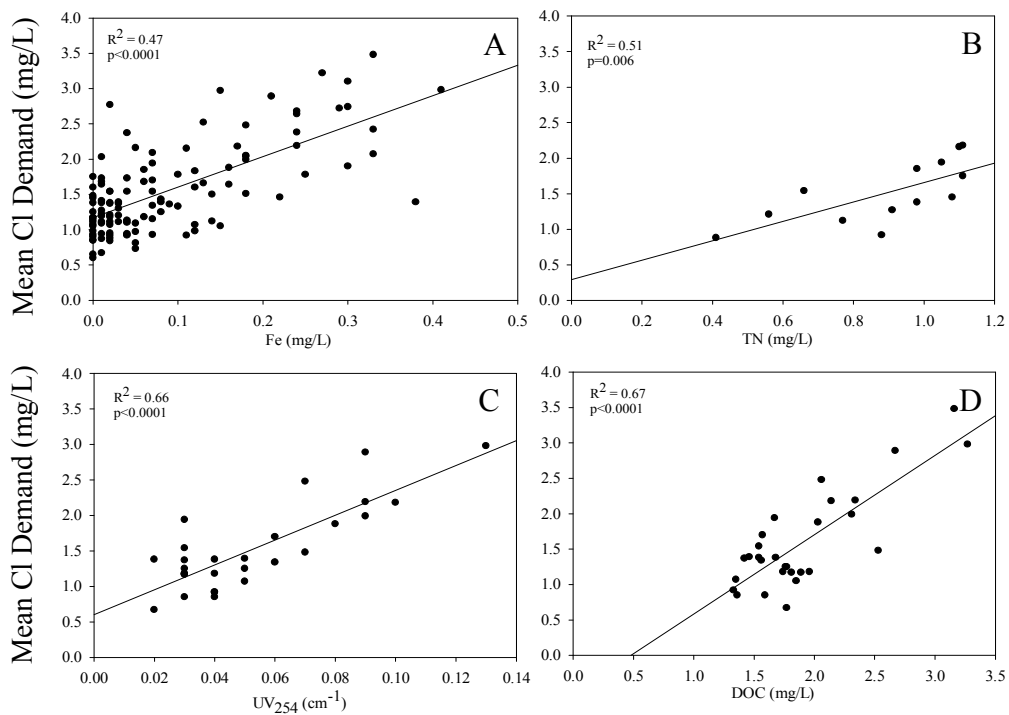 4.0
R² = 0.47
p<0.0001
A
3.5
3.0
2.5
2.0
1.5
1.0
0.5
0.0
0.0 0.1 0.2 0.3 0.4 0.5
Fe (mg/L)
Mean Cl Demand (mg/L)
4.0
R² = 0.51
p=0.006
B
3.5
3.0
2.5
2.0
1.5
1.0
0.5
0.0
0.0 0.2 0.4 0.6 0.8 1.0 1.2
TN (mg/L)
4.0
R² = 0.66
p<0.0001
C
3.5
3.0
2.5
2.0
1.5
1.0
0.5
0.0
0.00 0.02 0.04 0.06 0.08 0.10 0.12 0.14
UV₂₅₄ (cm⁻¹)
Mean Cl Demand (mg/L)
4.0
R² = 0.67
p<0.0001
D
3.5
3.0
2.5
2.0
1.5
1.0
0.5
0.0
0.0 0.5 1.0 1.5 2.0 2.5 3.0 3.5
DOC (mg/L)